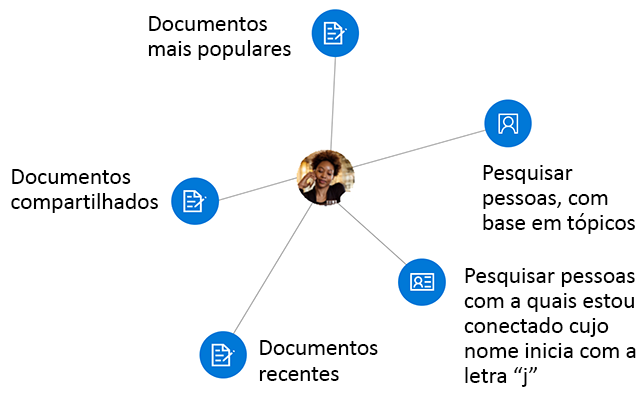 Documentos
mais populares
Pesquisar
pessoas, com
base em tópicos
Documentos
compartilhados
Pesquisar pessoas
com a quais estou
conectado cujo
nome inicia com a
letra “j”
Documentos
recentes